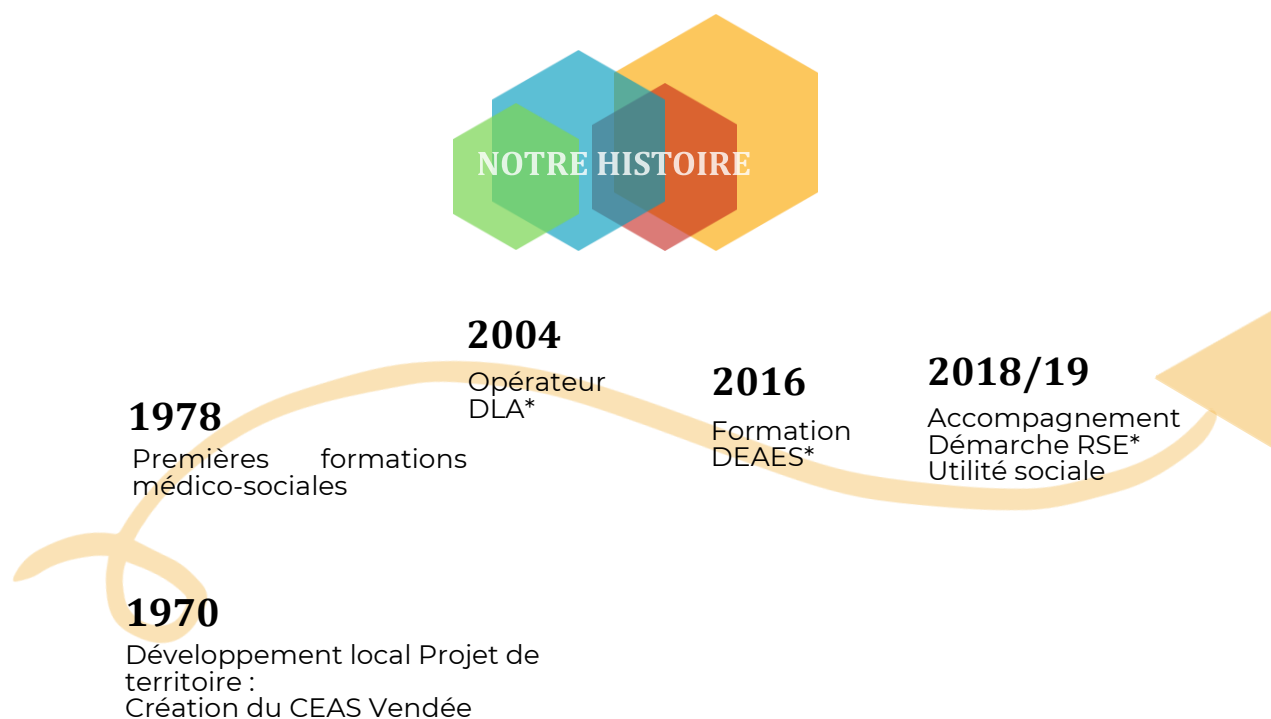 NOTRE HISTOIRE
2004
Opérateur
DLA*
2016
Formation
DEAES*
2018/19
Accompagnement
Démarche RSE*
Utilité sociale
1978
Premières formations
médico-sociales
1970
Développement local Projet de
territoire :
Création du CEAS Vendée